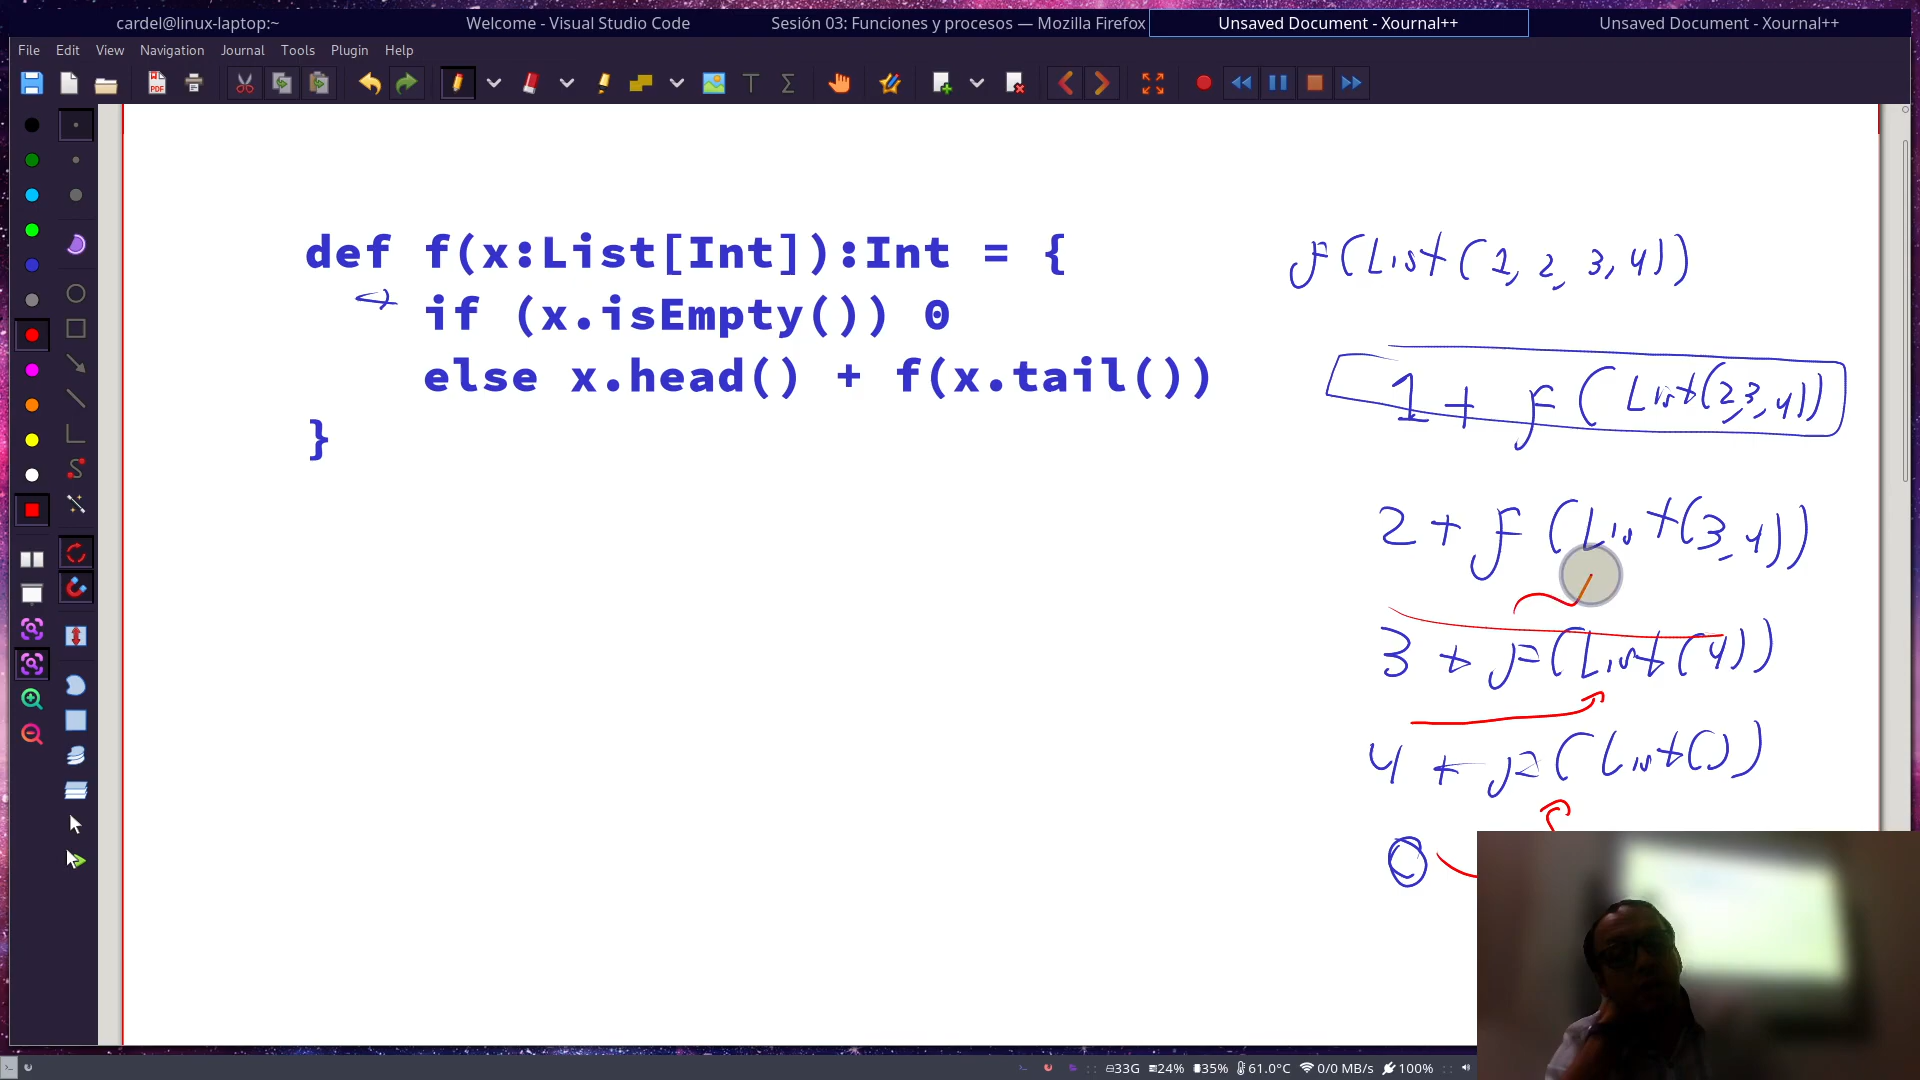 cardel@linux-laptop:~ Welcome - Visual Studio Code Sesión 03: Funciones y procesos — Mozilla Firefox Unsaved Document - Xournal++ Unsaved Document - Xournal++
File Edit View Navigation Journal Tools Plugin Help
def f(x:List[Int]):Int = {
if (x.isEmpty()) 0
else x.head() + f(x.tail())
}
f(List(1, 2, 3, 4))
1 + f(List(2,3,4))
2 + f(List(3,4))
3 + f(List(4))
4 + f(List())
0
33G 24% 35% 61.0°C 0/0 MB/s 100%